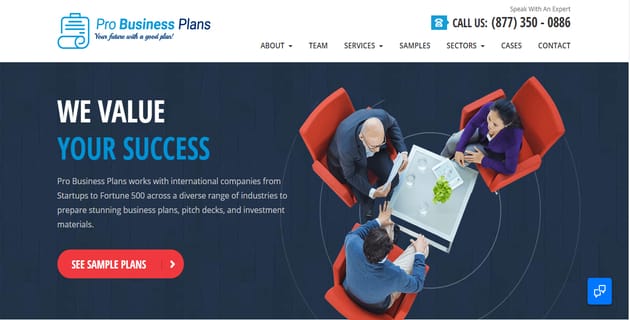 Speak With An Expert
Pro Business Plans
Your future with a good plan!
CALL US: (877) 350 - 0886
ABOUT TEAM SERVICES SAMPLES SECTORS CASES CONTACT
WE VALUE
YOUR SUCCESS
Pro Business Plans works with international companies from
Startups to Fortune 500 across a diverse range of industries to
prepare stunning business plans, pitch decks, and investment
materials.
SEE SAMPLE PLANS